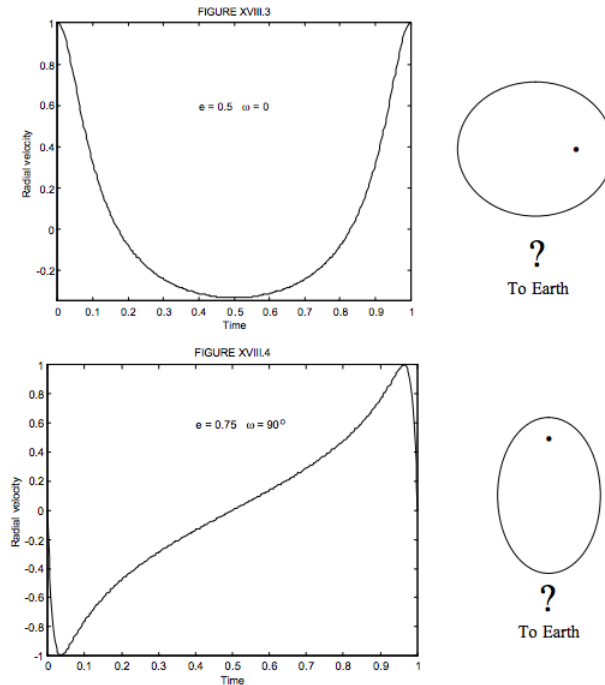 FIGURE XVIII.3
1
0.8
0.6
0.4
0.2
0
-0.2
Radial velocity
e = 0.5 ω = 0
0 0.1 0.2 0.3 0.4 0.5 0.6 0.7 0.8 0.9 1
Time
?
To Earth
FIGURE XVIII.4
1
0.8
0.6
0.4
0.2
0
-0.2
-0.4
-0.6
-0.8
-1
Radial velocity
e = 0.75 ω = 90°
0 0.1 0.2 0.3 0.4 0.5 0.6 0.7 0.8 0.9 1
Time
?
To Earth